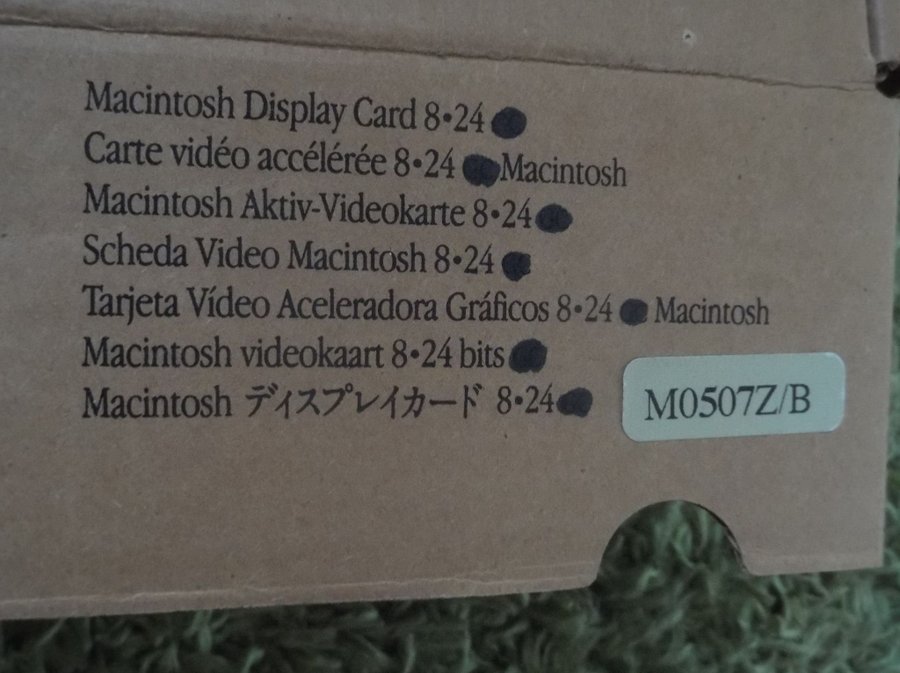 Macintosh Display Card 8•24
Carte vidéo accélérée 8•24 Macintosh
Macintosh Aktiv-Videokarte 8•24
Scheda Video Macintosh 8•24
Tarjeta Vídeo Aceleradora Gráficos 8•24 Macintosh
Macintosh videokaart 8•24 bits
Macintosh ディスプレイカード 8•24
M0507Z/B